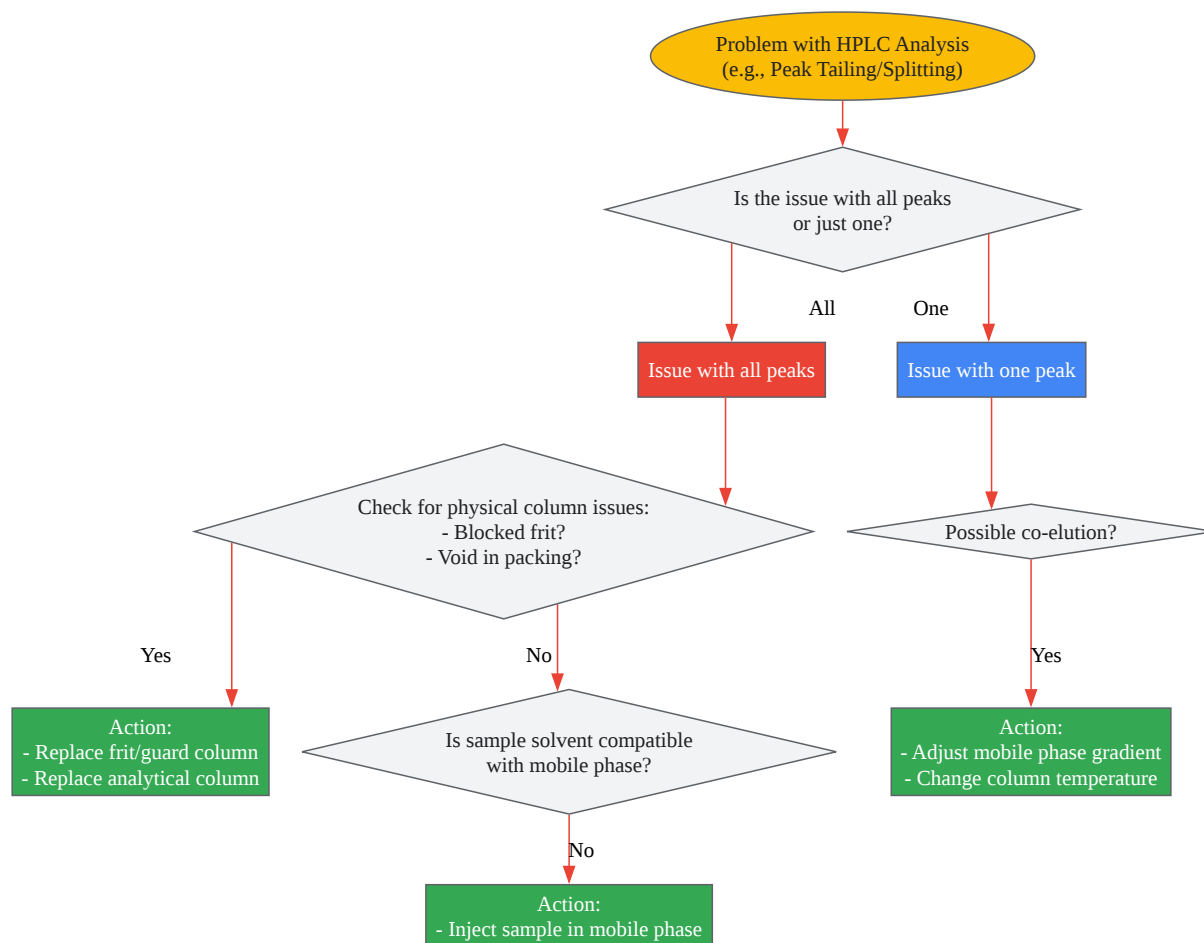 Problem with HPLC Analysis
(e.g., Peak Tailing/Splitting)
Is the issue with all peaks
or just one?
All
One
Issue with all peaks
Issue with one peak
Check for physical column issues:
- Blocked frit?
- Void in packing?
Possible co-elution?
Yes
No
Yes
Action:
- Replace frit/guard column
- Replace analytical column
Is sample solvent compatible
with mobile phase?
Action:
- Adjust mobile phase gradient
- Change column temperature
No
Action:
- Inject sample in mobile phase